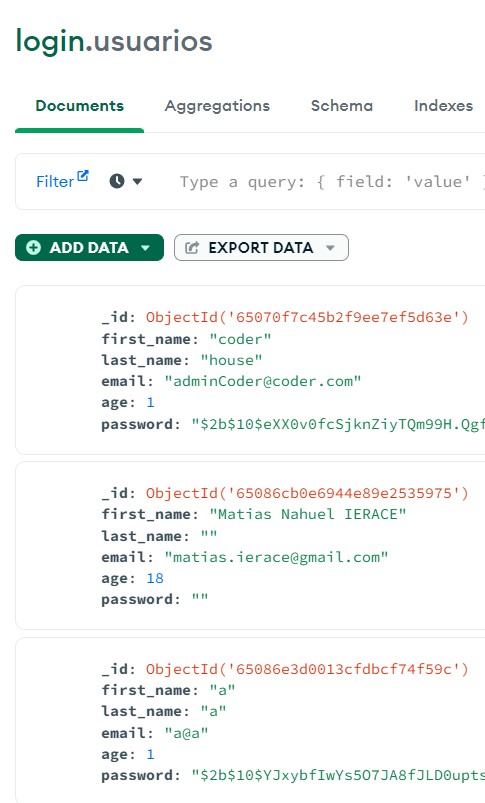 login.usuarios
Documents Aggregations Schema Indexes
Filter Type a query: { field: 'value' }
ADD DATA EXPORT DATA
_id: ObjectId('65070f7c45b2f9ee7ef5d63e')
first_name: "coder"
last_name: "house"
email: "adminCoder@coder.com"
age: 1
password: "$2b$10$eXX0v0fcSjknZiyTQm99H.Qgf
_id: ObjectId('65086cb0e6944e89e2535975')
first_name: "Matias Nahuel IERACE"
last_name: ""
email: "matias.ierace@gmail.com"
age: 18
password: ""
_id: ObjectId('65086e3d0013cfdbcf74f59c')
first_name: "a"
last_name: "a"
email: "a@a"
age: 1
password: "$2b$10$YJxybfIwYs5O7JA8fJLD0upts